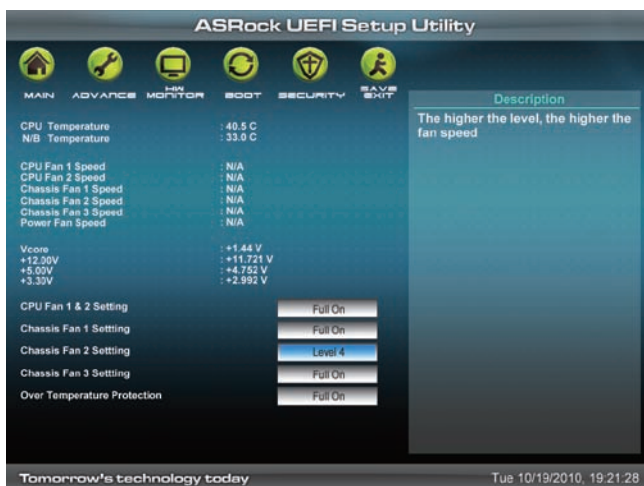 ASRock UEFI Setup Utility
MAIN ADVANCE H/W MONITOR BOOT SECURITY SAVE EXIT
Description
The higher the level, the higher the
fan speed
CPU Temperature : 40.5 C
N/B Temperature : 33.0 C
CPU Fan 1 Speed : N/A
CPU Fan 2 Speed : N/A
Chassis Fan 1 Speed : N/A
Chassis Fan 2 Speed : N/A
Chassis Fan 3 Speed : N/A
Power Fan Speed : N/A
Vcore : +1.44 V
+12.00V : +11.721 V
+5.00V : +4.752 V
+3.30V : +2.992 V
CPU Fan 1 & 2 Setting Full On
Chassis Fan 1 Settting Full On
Chassis Fan 2 Settting Level 4
Chassis Fan 3 Settting Full On
Over Temperature Protection Full On
Tomorrow's technology today Tue 10/19/2010, 19:21:28